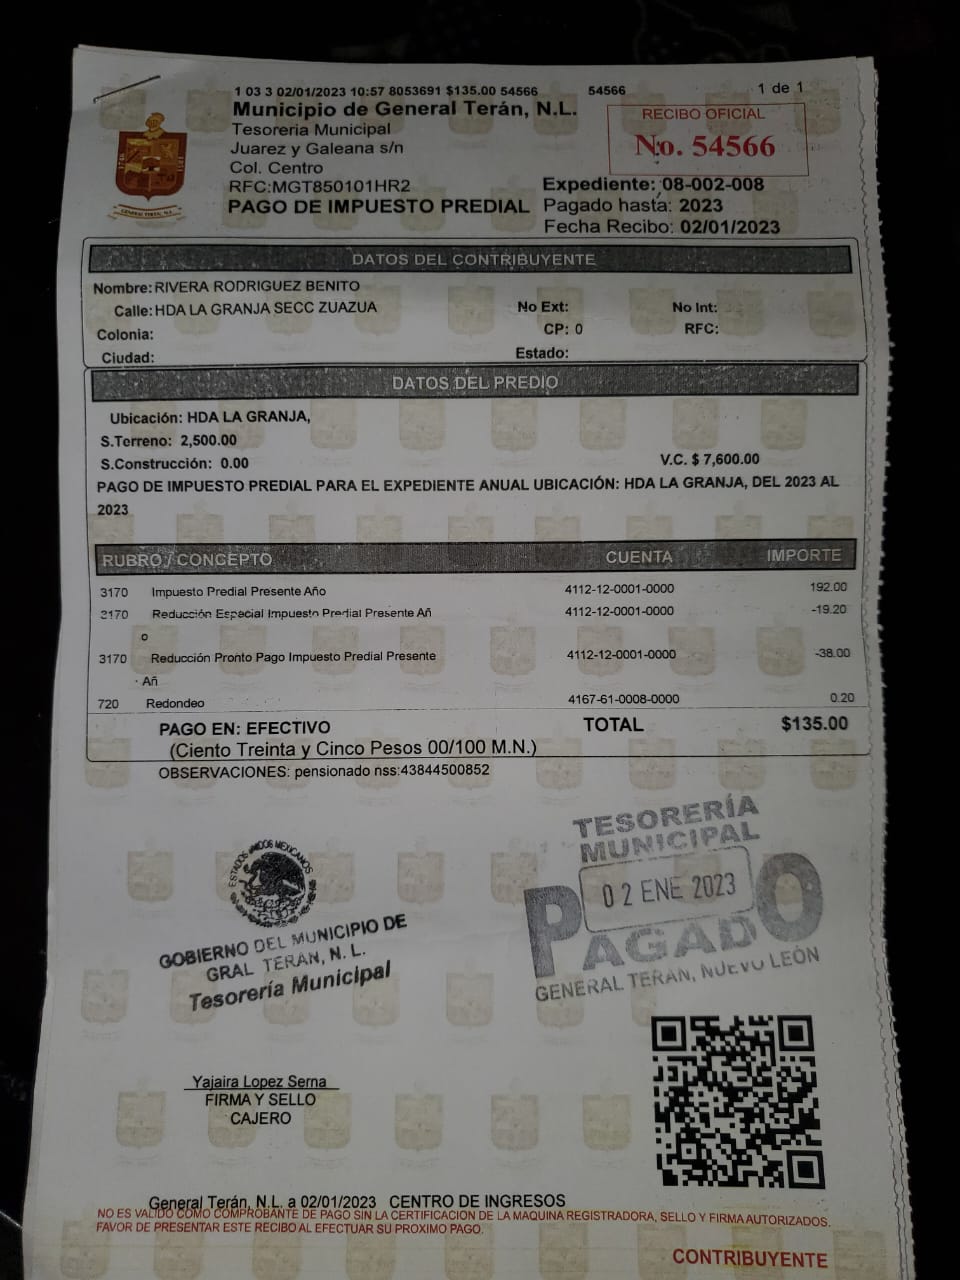 1 03 3 02/01/2023 10:57 8053691 $135.00 54566 54566 1 de 1
Municipio de General Terán, N.L.
RECIBO OFICIAL
Tesoreria Municipal
No. 54566
Juarez y Galeana s/n
Col. Centro
RFC:MGT850101HR2
Expediente: 08-002-008
PAGO DE IMPUESTO PREDIAL
Pagado hasta: 2023
Fecha Recibo: 02/01/2023
GENERAL TERAN, N.L.
DATOS DEL CONTRIBUYENTE
Nombre: RIVERA RODRIGUEZ BENITO
Calle: HDA LA GRANJA SECC ZUAZUA No Ext: No Int:
Colonia: CP: 0 RFC:
Ciudad: Estado:
DATOS DEL PREDIO
Ubicación: HDA LA GRANJA,
S.Terreno: 2,500.00
S.Construcción: 0.00 V.C. $ 7,600.00
PAGO DE IMPUESTO PREDIAL PARA EL EXPEDIENTE ANUAL UBICACIÓN: HDA LA GRANJA, DEL 2023 AL
2023
RUBRO / CONCEPTO CUENTA IMPORTE
3170 Impuesto Predial Presente Año 4112-12-0001-0000 192.00
3170 Reducción Espacial Impuesto Predial Presente Añ 4112-12-0001-0000 -19.20
o
3170 Reducción Pronto Pago Impuesto Predial Presente 4112-12-0001-0000 -38.00
Añ
720 Redondeo 4167-61-0008-0000 0.20
PAGO EN: EFECTIVO TOTAL $135.00
(Ciento Treinta y Cinco Pesos 00/100 M.N.)
OBSERVACIONES: pensionado nss:43844500852
ESTADOS UNIDOS MEXICANOS
GOBIERNO DEL MUNICIPIO DE
GRAL TERAN, N. L.
Tesorería Municipal
TESORERÍA
MUNICIPAL
02 ENE 2023
PAGADO
GENERAL TERAN, NUEVO LEÓN
Yajaira Lopez Serna
FIRMA Y SELLO
CAJERO
General Terán, N.L. a 02/01/2023 CENTRO DE INGRESOS
NO ES VALIDO COMO COMPROBANTE DE PAGO SIN LA CERTIFICACION DE LA MAQUINA REGISTRADORA, SELLO Y FIRMA AUTORIZADOS.
FAVOR DE PRESENTAR ESTE RECIBO AL EFECTUAR SU PROXIMO PAGO.
CONTRIBUYENTE